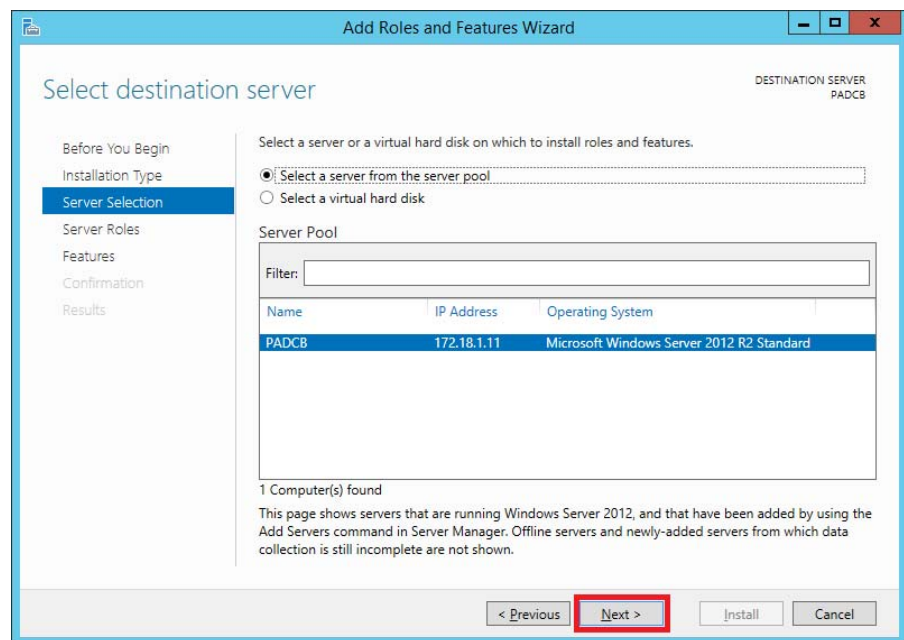 Add Roles and Features Wizard
Select destination server
DESTINATION SERVER
PADCB
Before You Begin
Installation Type
Server Selection
Server Roles
Features
Confirmation
Results
Select a server or a virtual hard disk on which to install roles and features.
Select a server from the server pool
Select a virtual hard disk
Server Pool
Filter:
Name IP Address Operating System
PADCB 172.18.1.11 Microsoft Windows Server 2012 R2 Standard
1 Computer(s) found
This page shows servers that are running Windows Server 2012, and that have been added by using the
Add Servers command in Server Manager. Offline servers and newly-added servers from which data
collection is still incomplete are not shown.
< Previous Next > Install Cancel